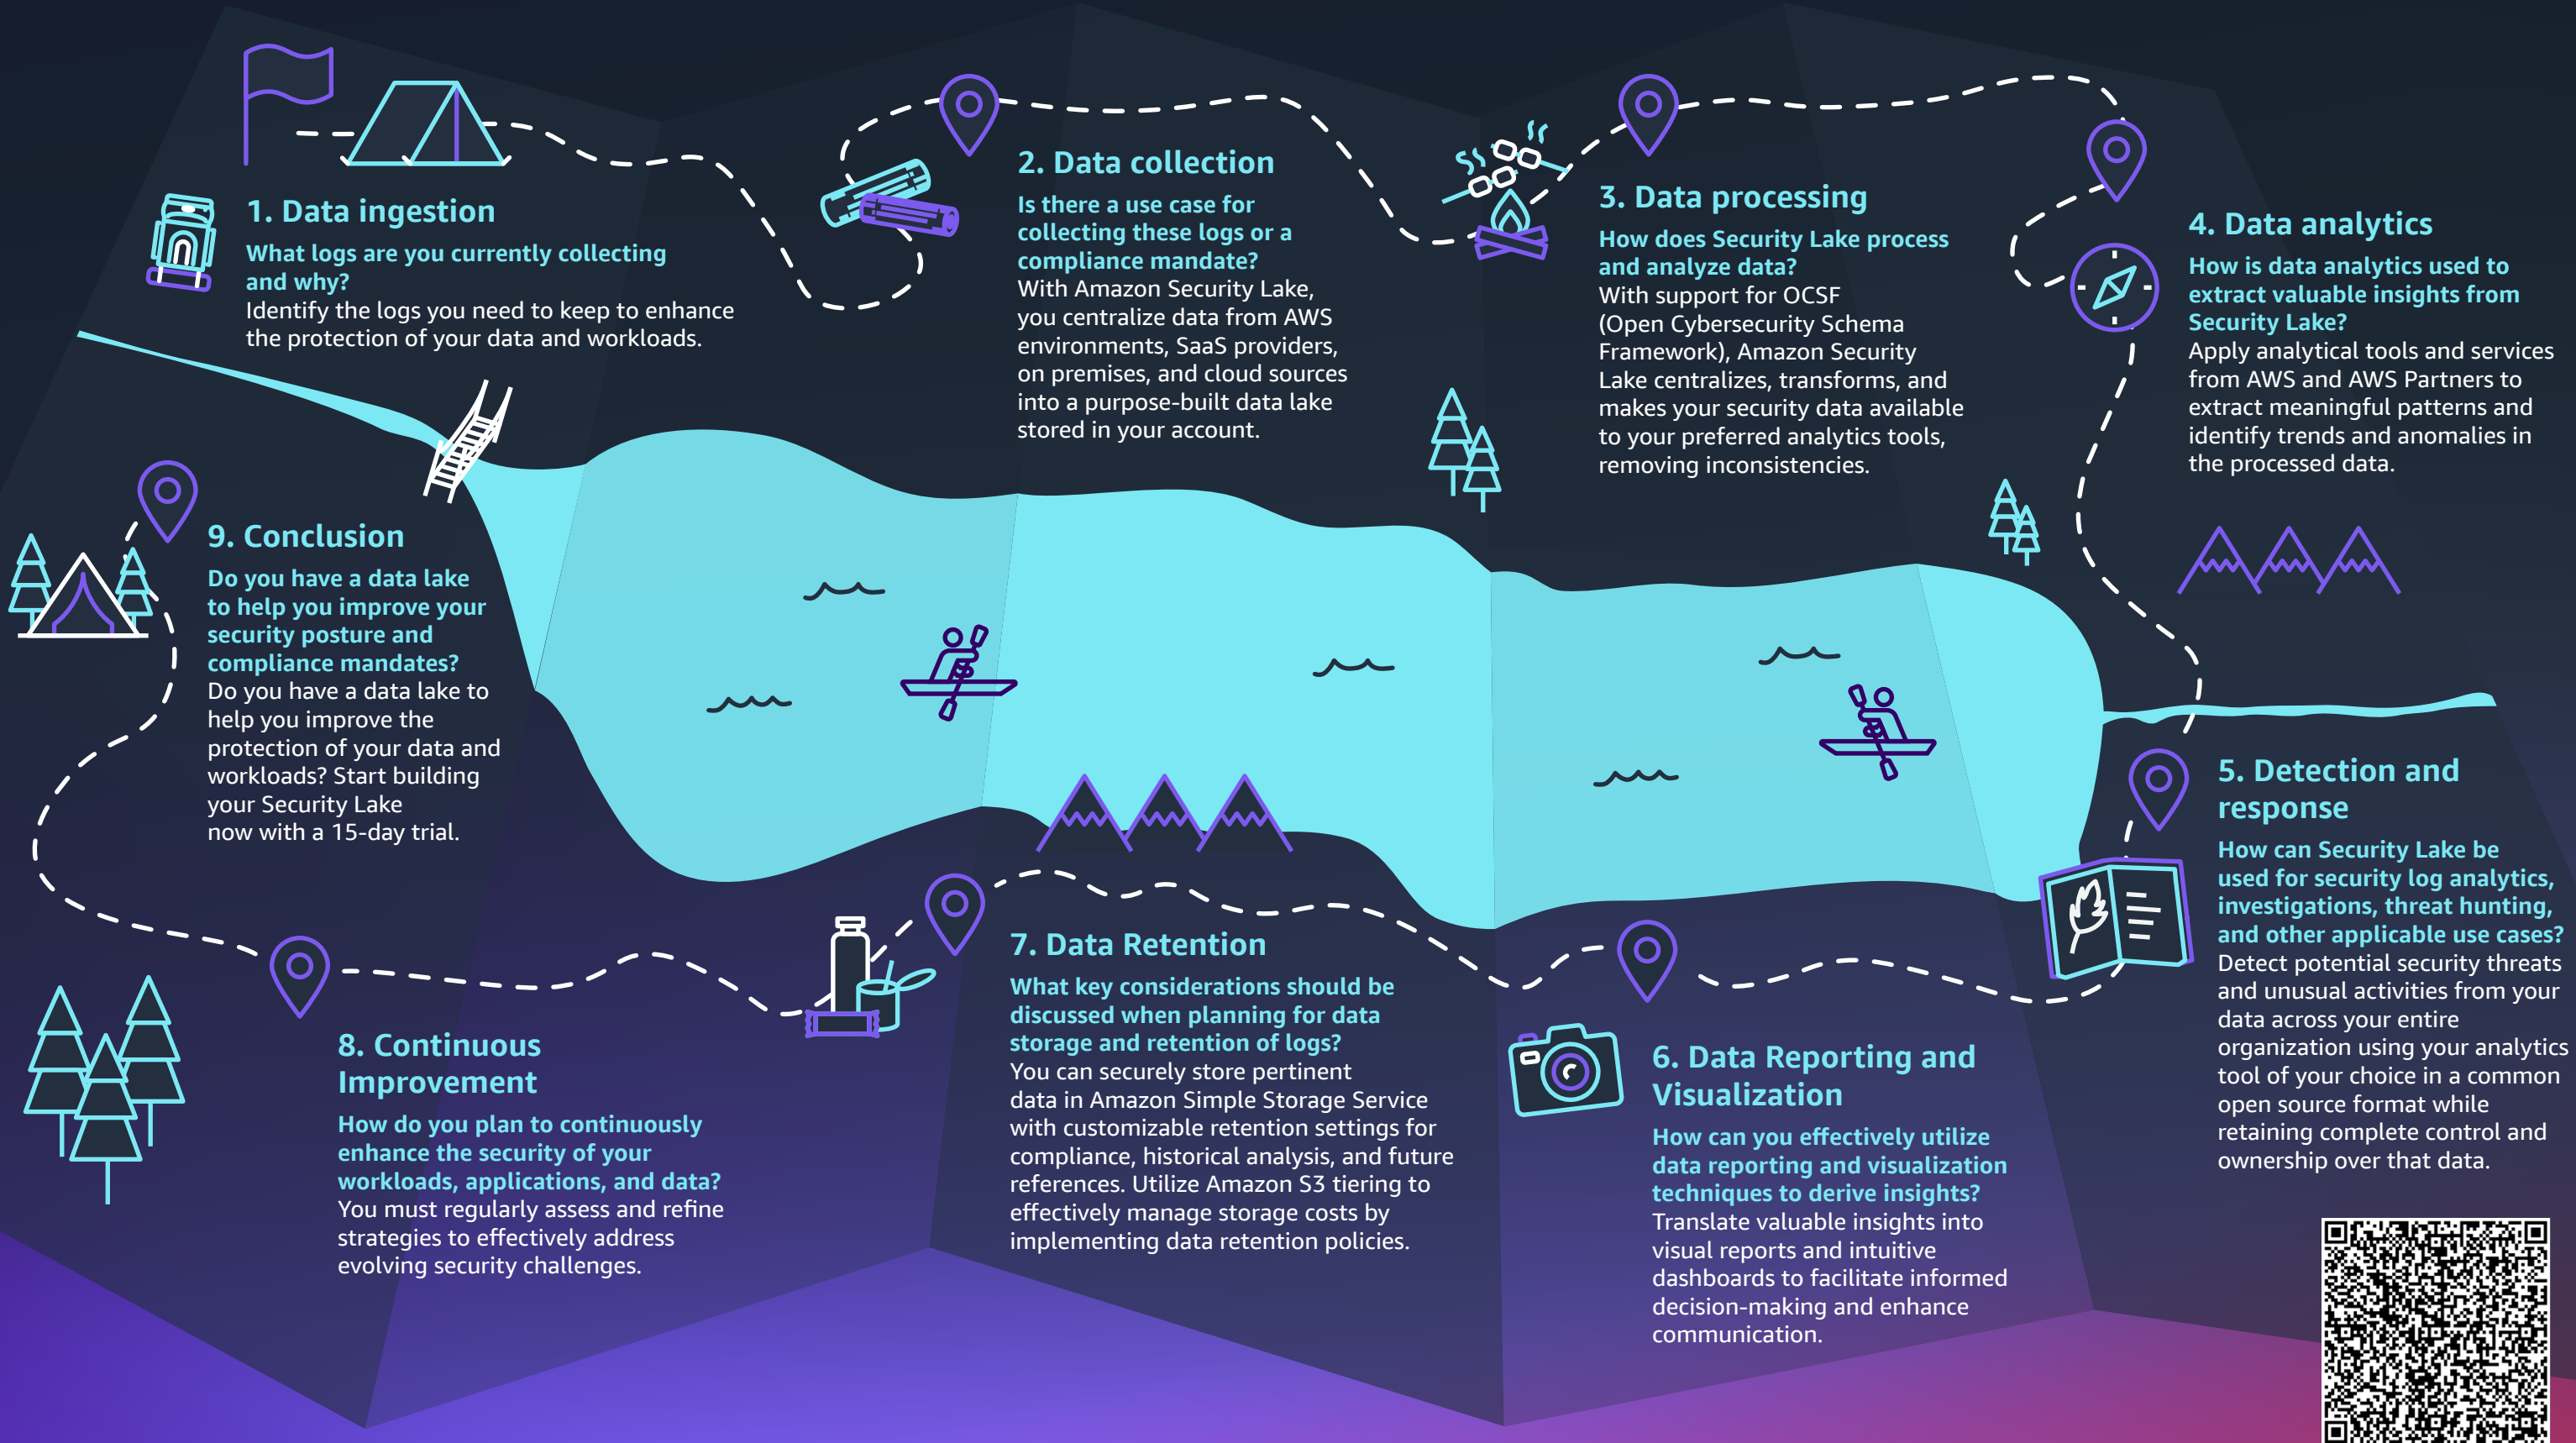 1. Data ingestion
What logs are you currently collecting
and why?
Identify the logs you need to keep to enhance
the protection of your data and workloads.
2. Data collection
Is there a use case for
collecting these logs or a
compliance mandate?
With Amazon Security Lake,
you centralize data from AWS
environments, SaaS providers,
on premises, and cloud sources
into a purpose-built data lake
stored in your account.
3. Data processing
How does Security Lake process
and analyze data?
With support for OCSF
(Open Cybersecurity Schema
Framework), Amazon Security
Lake centralizes, transforms, and
makes your security data available
to your preferred analytics tools,
removing inconsistencies.
4. Data analytics
How is data analytics used to
extract valuable insights from
Security Lake?
Apply analytical tools and services
from AWS and AWS Partners to
extract meaningful patterns and
identify trends and anomalies in
the processed data.
5. Detection and
response
How can Security Lake be
used for security log analytics,
investigations, threat hunting,
and other applicable use cases?
Detect potential security threats
and unusual activities from your
data across your entire
organization using your analytics
tool of your choice in a common
open source format while
retaining complete control and
ownership over that data.
6. Data Reporting and
Visualization
How can you effectively utilize
data reporting and visualization
techniques to derive insights?
Translate valuable insights into
visual reports and intuitive
dashboards to facilitate informed
decision-making and enhance
communication.
7. Data Retention
What key considerations should be
discussed when planning for data
storage and retention of logs?
You can securely store pertinent
data in Amazon Simple Storage Service
with customizable retention settings for
compliance, historical analysis, and future
references. Utilize Amazon S3 tiering to
effectively manage storage costs by
implementing data retention policies.
8. Continuous
Improvement
How do you plan to continuously
enhance the security of your
workloads, applications, and data?
You must regularly assess and refine
strategies to effectively address
evolving security challenges.
9. Conclusion
Do you have a data lake
to help you improve your
security posture and
compliance mandates?
Do you have a data lake to
help you improve the
protection of your data and
workloads? Start building
your Security Lake
now with a 15-day trial.